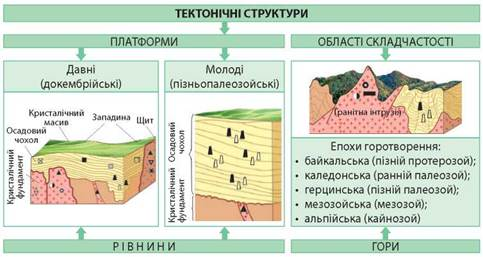 ТЕКТОНІЧНІ СТРУКТУРИ
ПЛАТФОРМИ
ОБЛАСТІ СКЛАДЧАСТОСТІ
Давні
(докембрійські)
Кристалічний
масив
Западина
Щит
Осадовий
чохол
Кристалічний
фундамент
Молоді
(пізньопалеозойські)
Осадовий
чохол
Кристалічний
фундамент
Гранітна інтрузія
Епохи горотворення:
• байкальська (пізній протерозой);
• каледонська (ранній палеозой);
• герцинська (пізній палеозой);
• мезозойська (мезозой);
• альпійська (кайнозой)
РІВНИНИ
ГОРИ